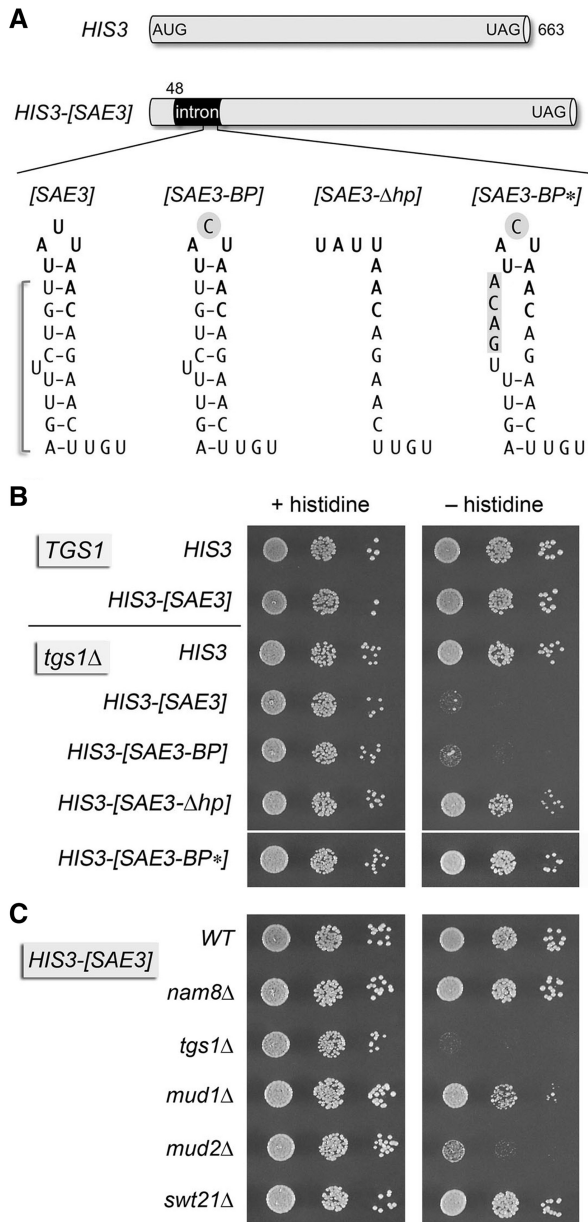 A
HIS3 AUG UAG 663
48
HIS3-[SAE3] intron UAG
[SAE3] [SAE3-BP] [SAE3-Δhp] [SAE3-BP*]
U C C
A U A U U A U U A U
U–A U–A A U A
U–A U–A A A A
G–C G–C C C C
U–A U–A A A A
C–G C–G G G G
U U A U A
U–A U–A A U–A
U–A U–A C U–A
G–C G–C U U G U G–C
A–U U G U A–U U G U A–U U G U
B
+ histidine – histidine
TGS1 HIS3
HIS3-[SAE3]
tgs1Δ HIS3
HIS3-[SAE3]
HIS3-[SAE3-BP]
HIS3-[SAE3-Δhp]
HIS3-[SAE3-BP*]
C
WT
HIS3-[SAE3]
nam8Δ
tgs1Δ
mud1Δ
mud2Δ
swt21Δ